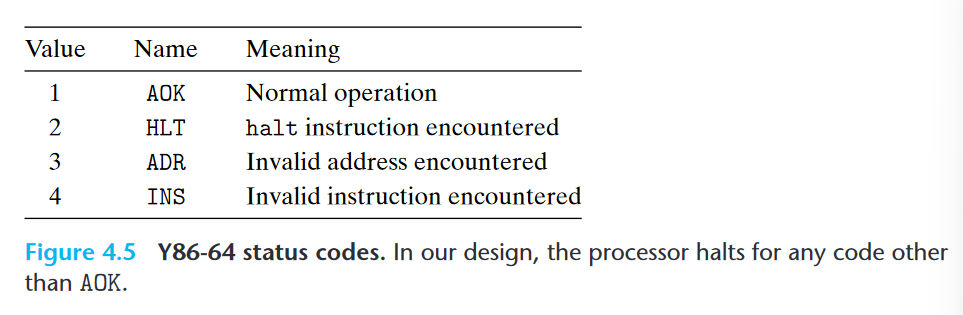 Value Name Meaning
1 AOK Normal operation
2 HLT halt instruction encountered
3 ADR Invalid address encountered
4 INS Invalid instruction encountered
Figure 4.5 Y86-64 status codes. In our design, the processor halts for any code other
than AOK.